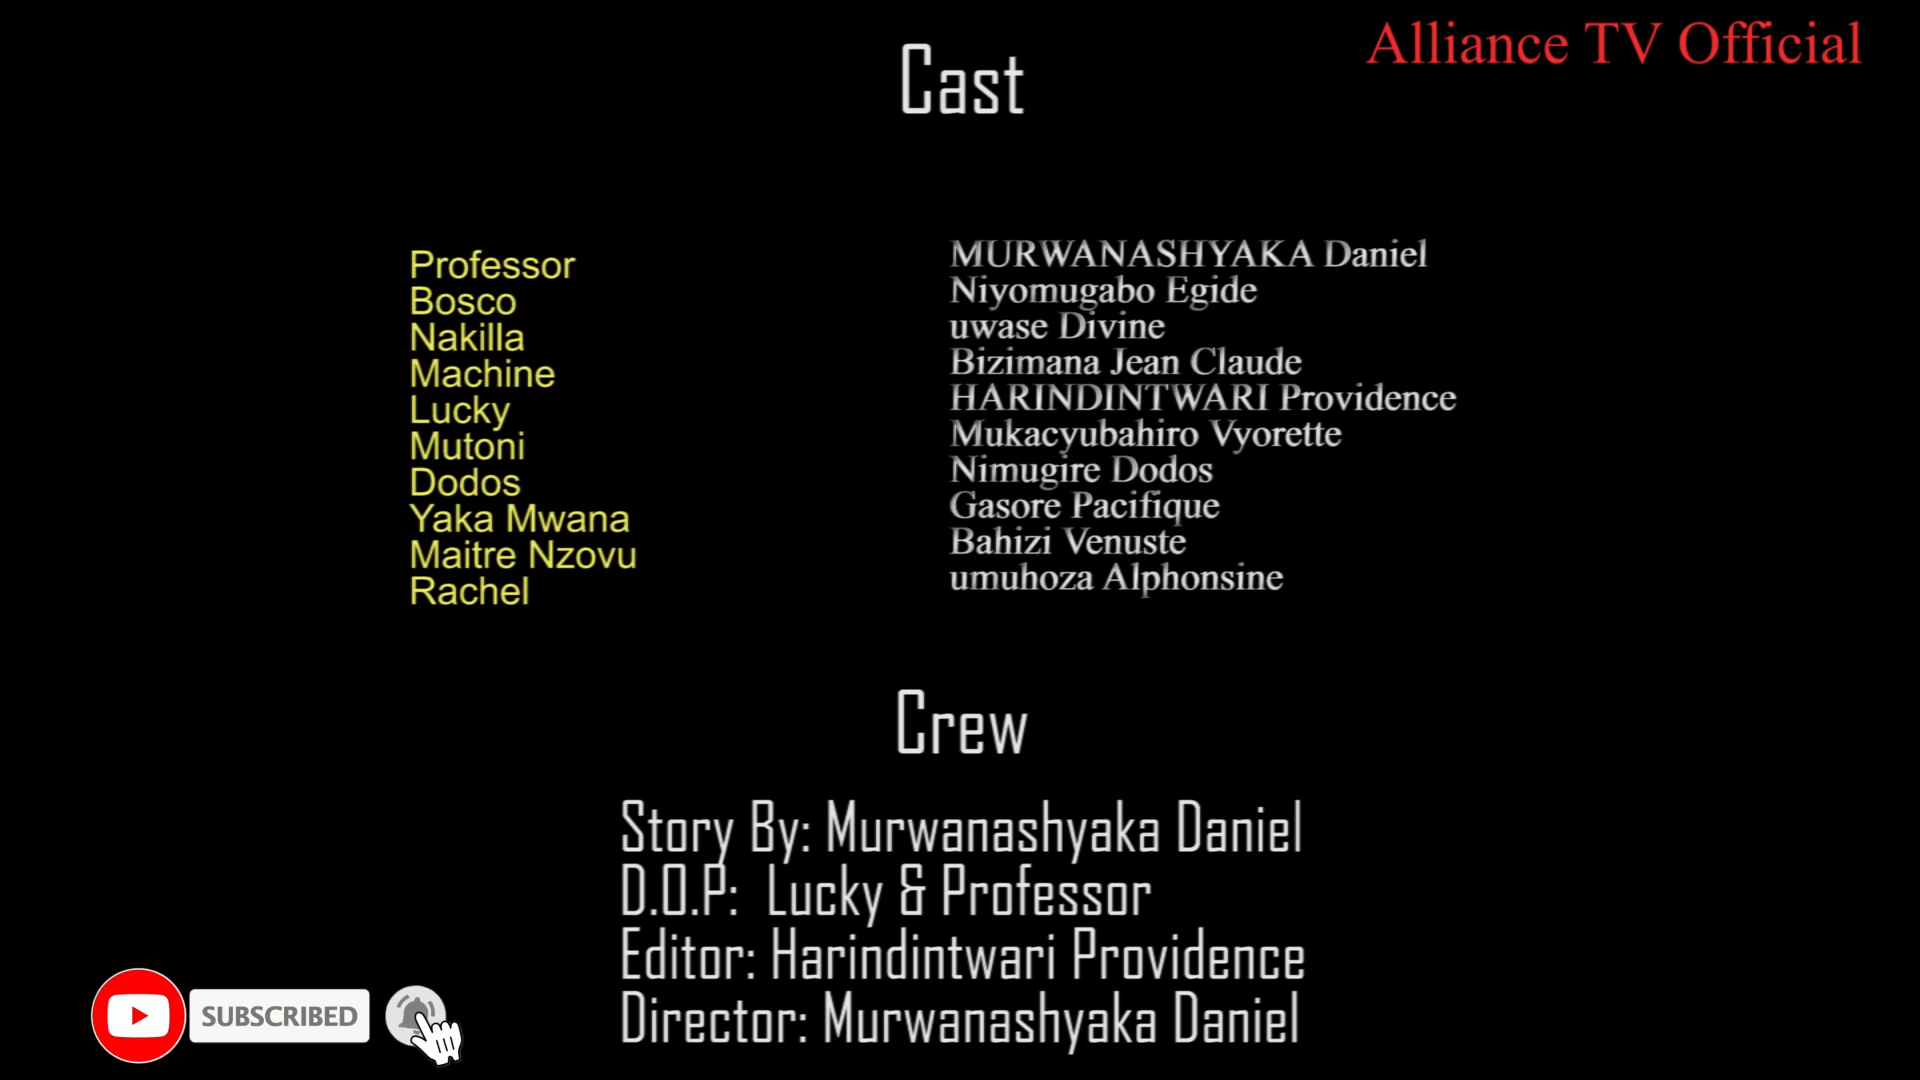 Alliance TV Official
Cast
Professor MURWANASHYAKA Daniel
Bosco Niyomugabo Egide
Nakilla uwase Divine
Machine Bizimana Jean Claude
Lucky HARINDINTWARI Providence
Mutoni Mukacyubahiro Vyorette
Dodos Nimugire Dodos
Yaka Mwana Gasore Pacifique
Maitre Nzovu Bahizi Venuste
Rachel umuhoza Alphonsine
Crew
Story By: Murwanashyaka Daniel
D.O.P: Lucky & Professor
Editor: Harindintwari Providence
Director: Murwanashyaka Daniel
SUBSCRIBED